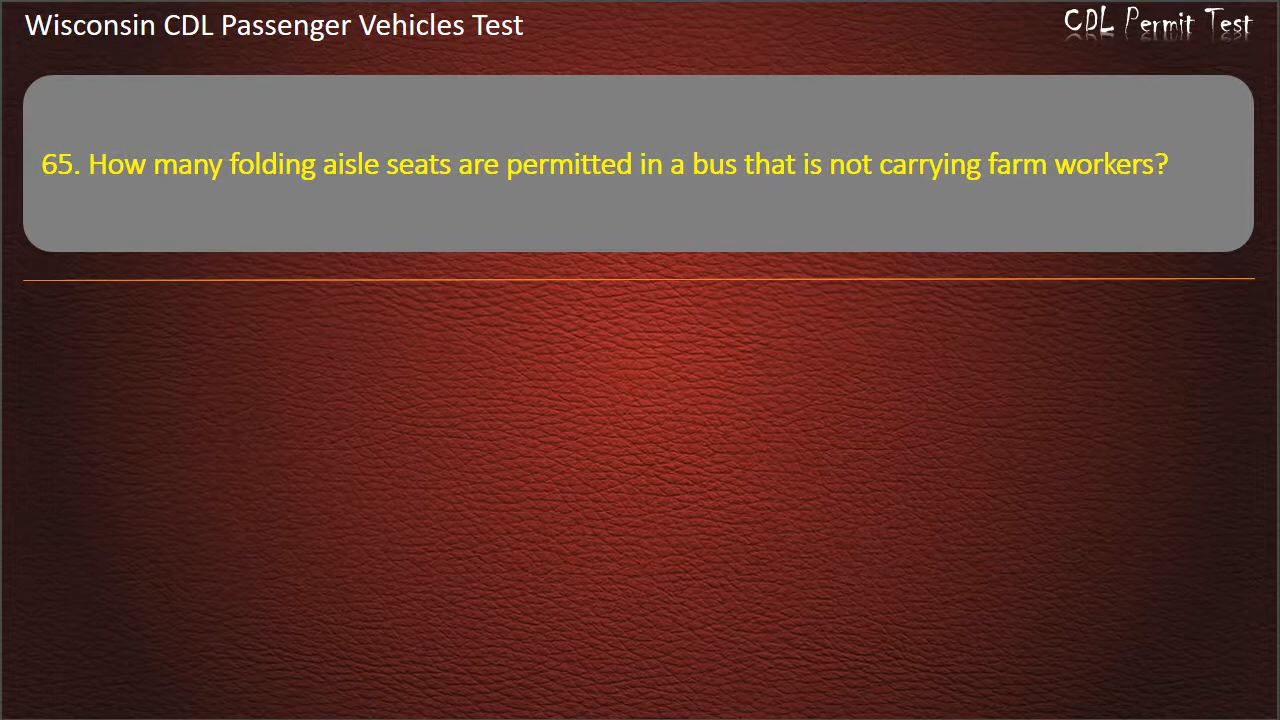 Wisconsin CDL Passenger Vehicles Test
CDL Permit Test
65. How many folding aisle seats are permitted in a bus that is not carrying farm workers?